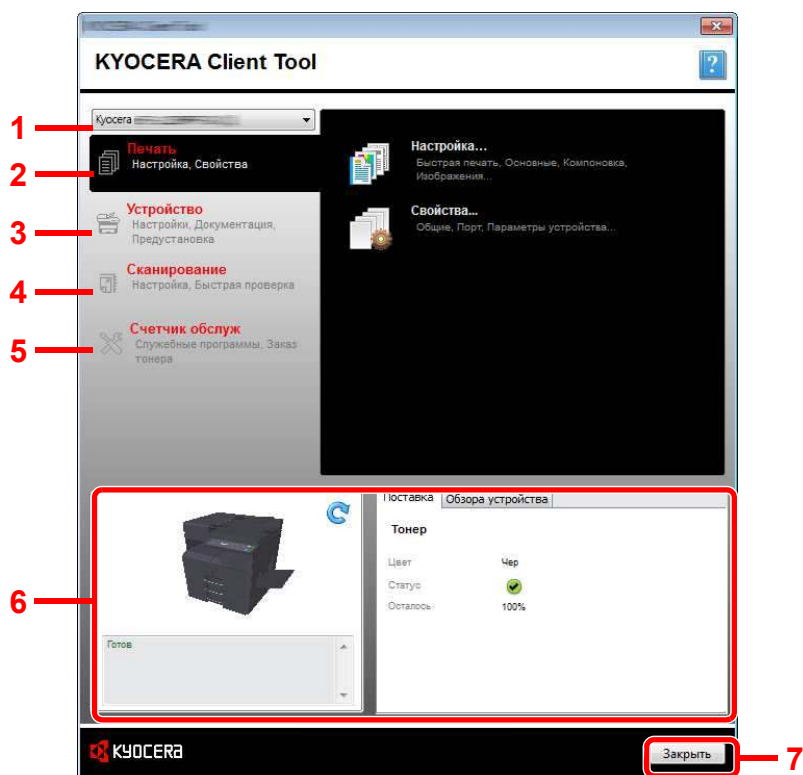 KYOCERA Client Tool
?
1
Kyocera
2
Печать
Настройка, Свойства
Настройка...
Быстрая печать, Основные, Компоновка,
Изображения...
3
Устройство
Настройки, Документация,
Предустановка
Свойства...
Общие, Порт, Параметры устройства...
4
Сканирование
Настройка, Быстрая проверка
5
Счетчик обслуж
Служебные программы, Заказ
тонера
6
Поставка
Обзора устройства
Тонер
Цвет Чер
Статус
Осталось 100%
Готов
KYOCERA
Закрыть
7